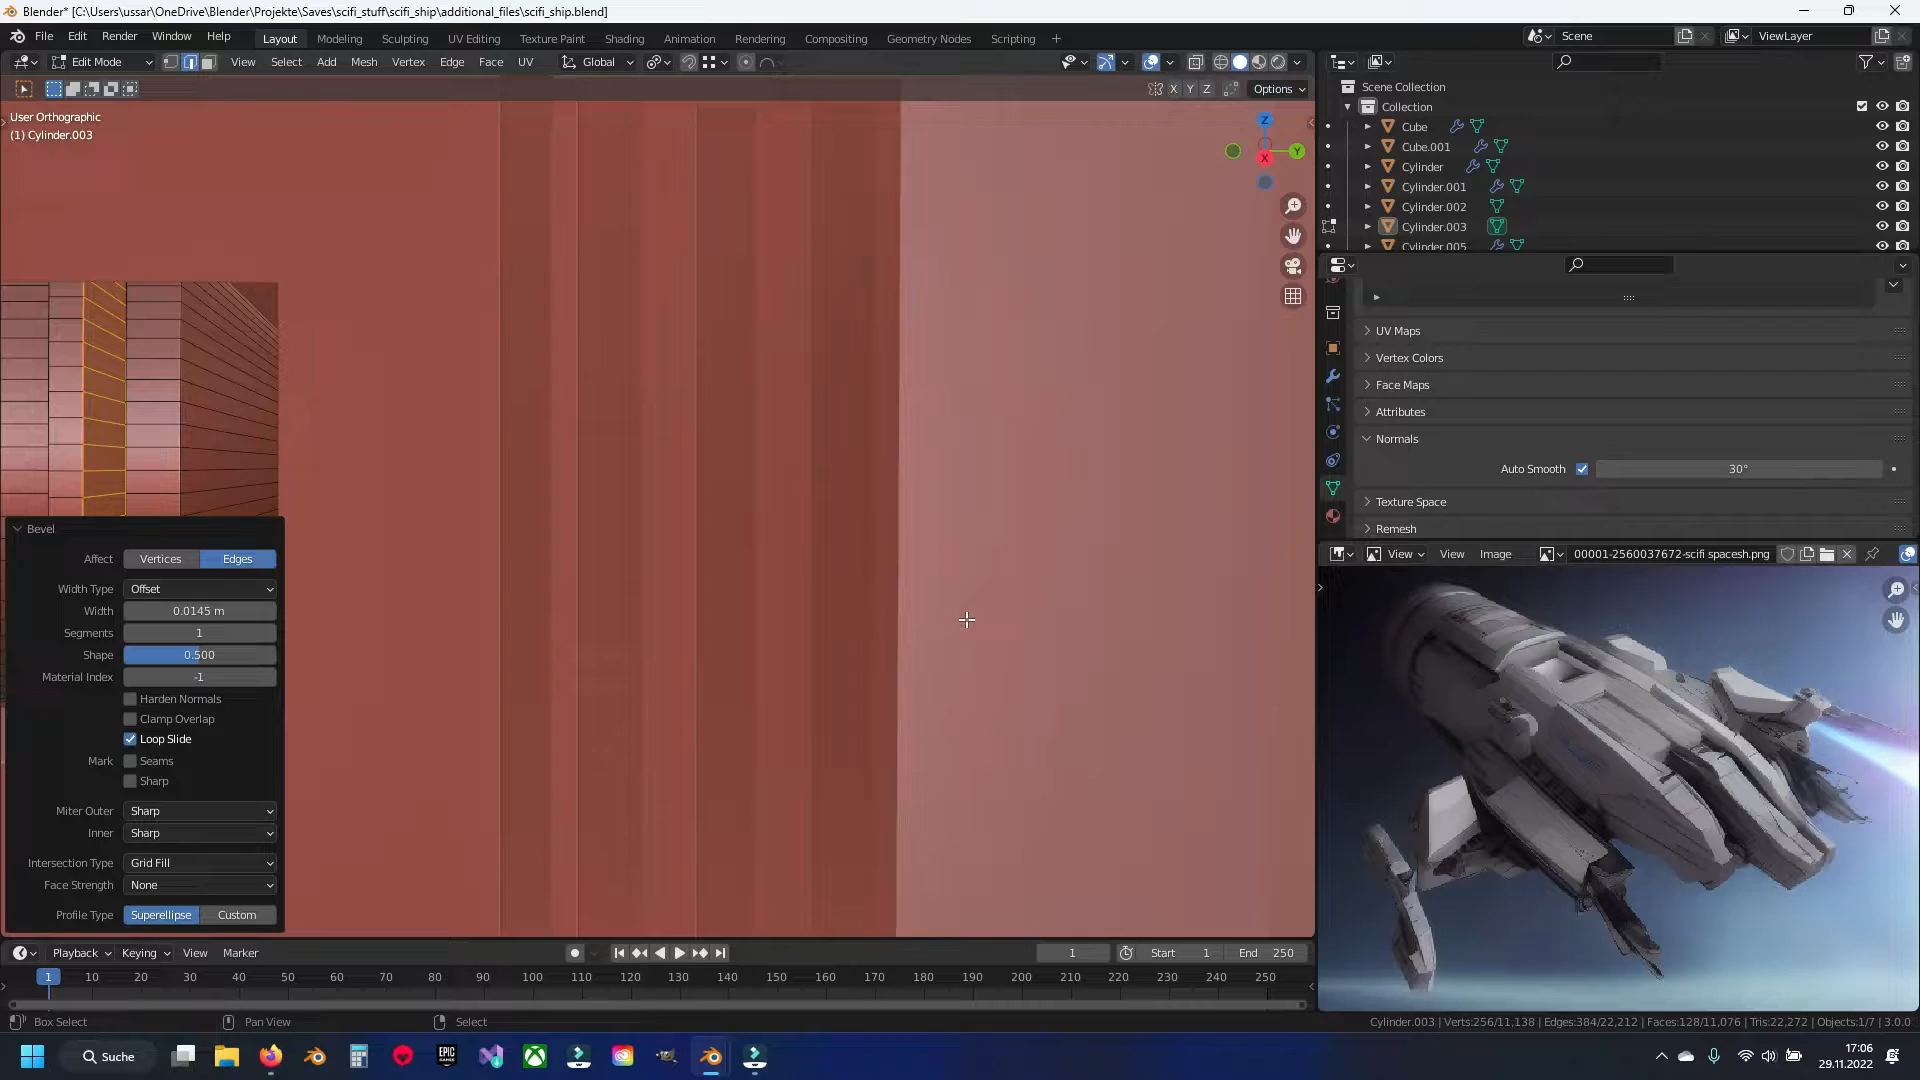 Blender* [C:\Users\ussar\OneDrive\Blender\Projekte\Saves\scifi_stuff\scifi_ship\additional_files\scifi_ship.blend]
File Edit Render Window Help Layout Modeling Sculpting UV Editing Texture Paint Shading Animation Rendering Compositing Geometry Nodes Scripting + Scene ViewLayer
Edit Mode View Select Add Mesh Vertex Edge Face UV Global
X Y Z Options
User Orthographic
(1) Cylinder.003
Z
Y
X
Scene Collection
Collection
Cube
Cube.001
Cylinder
Cylinder.001
Cylinder.002
Cylinder.003
Cylinder.005
UV Maps
Vertex Colors
Face Maps
Attributes
Normals
Auto Smooth 30°
Texture Space
Remesh
View View Image 00001-2560037672-scifi spacesh.png
Bevel
Affect Vertices Edges
Width Type Offset
Width 0.0145 m
Segments 1
Shape 0.500
Material Index -1
Harden Normals
Clamp Overlap
Loop Slide
Mark Seams
Sharp
Miter Outer Sharp
Inner Sharp
Intersection Type Grid Fill
Face Strength None
Profile Type Superellipse Custom
Playback Keying View Marker 1 Start 1 End 250
1 10 20 30 40 50 60 70 80 90 100 110 120 130 140 150 160 170 180 190 200 210 220 230 240 250
Box Select Pan View Select Cylinder.003 | Verts:256/11,138 | Edges:384/22,212 | Faces:128/11,076 | Tris:22,272 | Objects:1/7 | 3.0.0
Suche EPIC GAMES 17:06
29.11.2022